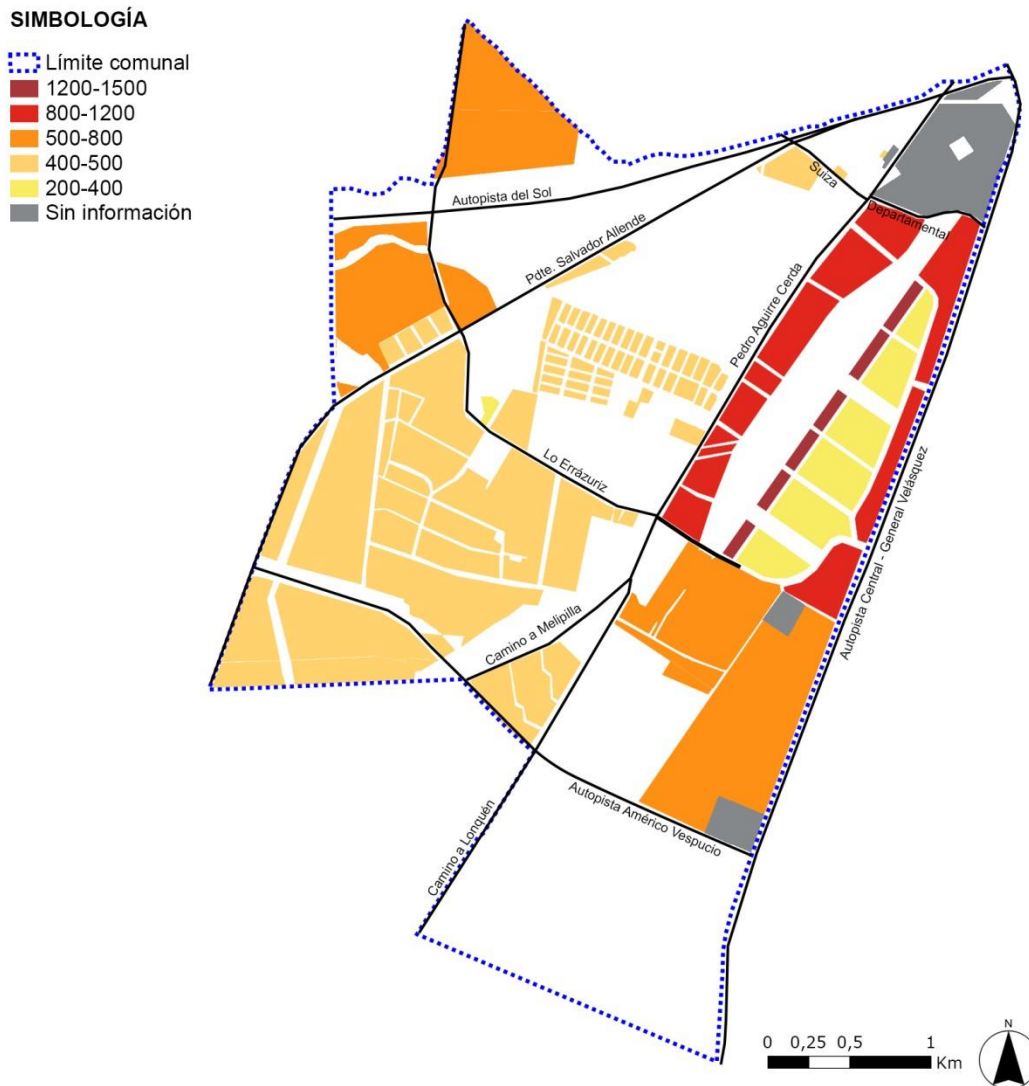 SIMBOLOGÍA
Límite comunal
1200-1500
800-1200
500-800
400-500
200-400
Sin información
Autopista del Sol
Suiza
Departamental
Pdte. Salvador Allende
Pedro Aguirre Cerda
Lo Errázuriz
Autopista Central - General Velásquez
Camino a Melipilla
Autopista Américo Vespucio
Camino a Lonquén
0 0,25 0,5 1
Km
N